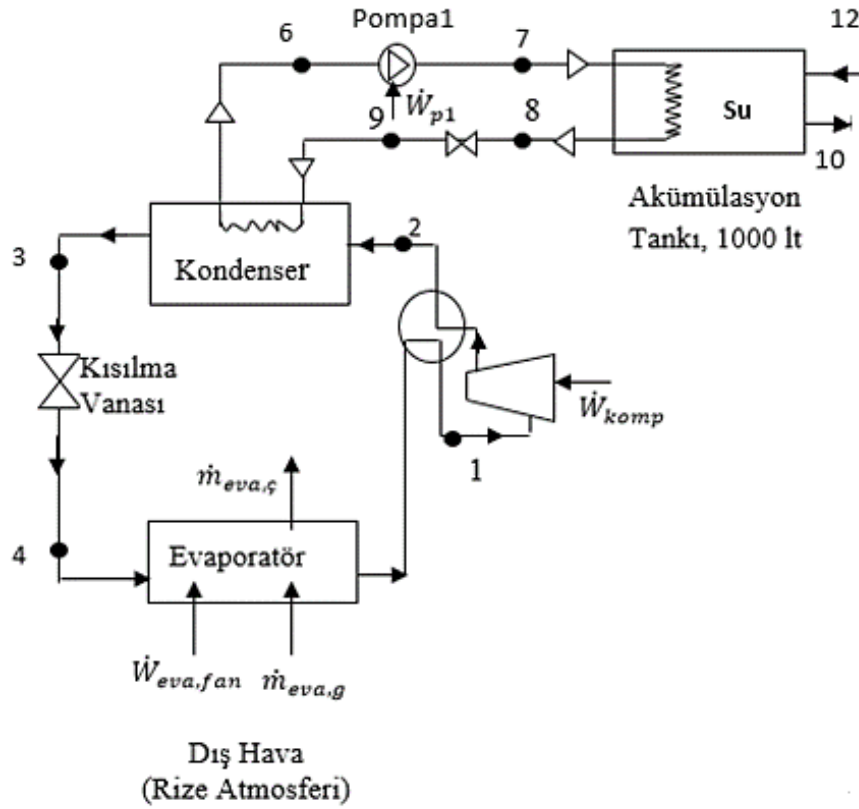 Pompa1
12
6
7
Ẇp1
9
8
Su
10
Akümülasyon
Tankı, 1000 lt
2
3
Kondenser
Kısılma
Vanası
Ẇkomp
1
ṁeva,ç
4
Evaporatör
Ẇeva,fan
ṁeva,g
Dış Hava
(Rize Atmosferi)